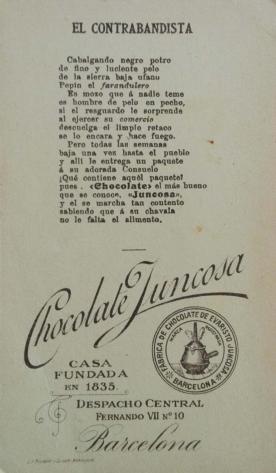 EL CONTRABANDISTA
Cabalgando negro potro
de fino y luciente pelo
de la sierra baja ufano
Pepin el farandulero
Es mozo que á nadie teme
es hombre de pelo en pecho,
si el resguardo le sorprende
al ejercer su comercio
descuelga el limpio retaco
se lo encara y hace fuego.
Pero todas las semanas
baja una vez hasta el pueblo
y alli le entrega un paquete
á su adorada Consuelo
¿Qué contiene aquél paquete?
pues . «Chocolate» el más bueno
que se conoce, «Juncosa»,
y el se marcha tan contento
sabiendo que á su chavala
no le falta el alimento.
Chocolate Juncosa
FÁBRICA DE CHOCOLATE DE EVARISTO JUNCOSA
BARCELONA
CASA
FUNDADA
EN 1835.
DESPACHO CENTRAL
FERNANDO VII Nº 10
Barcelona